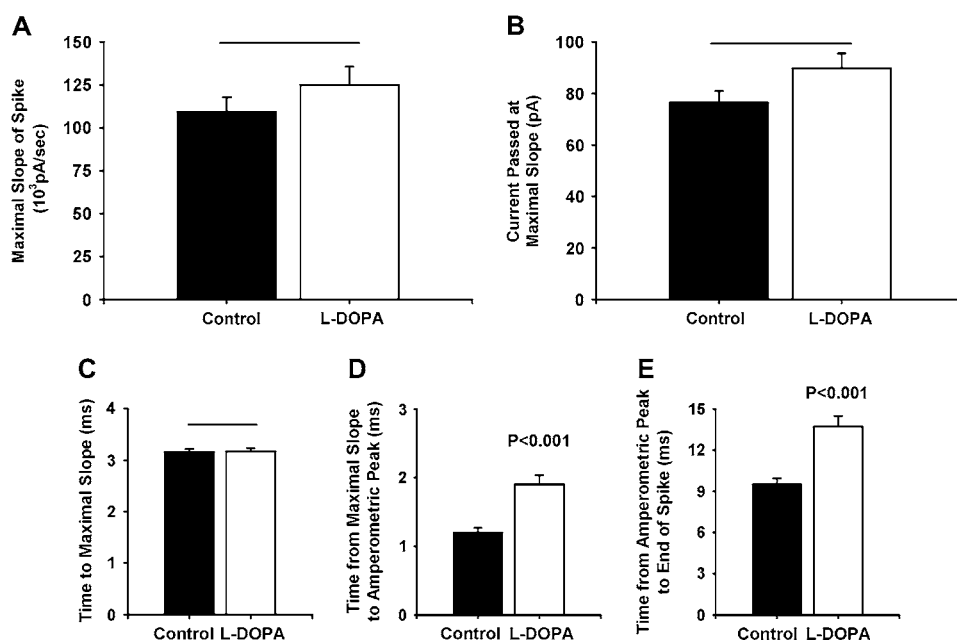 A
Maximal Slope of Spike
(10³pA/sec)
150
125
100
75
50
25
0
Control L-DOPA
B
Current Passed at
Maximal Slope (pA)
100
80
60
40
20
0
Control L-DOPA
C
Time to Maximal Slope (ms)
4
3
2
1
0
Control L-DOPA
D
Time from Maximal Slope
to Amperometric Peak (ms)
3
2
1
0
P<0.001
Control L-DOPA
E
Time from Amperometric Peak
to End of Spike (ms)
15
12
9
6
3
0
P<0.001
Control L-DOPA